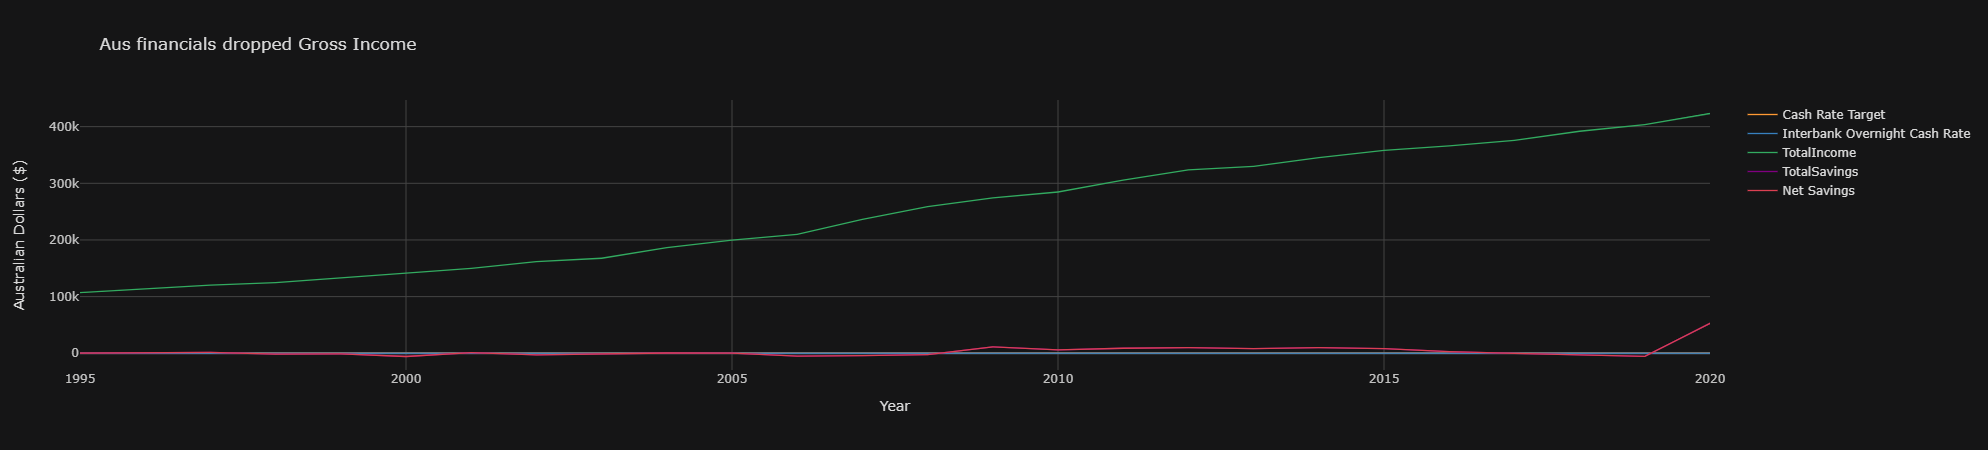 Aus financials dropped Gross Income
Australian Dollars ($)
400k
300k
200k
100k
0
1995
2000
2005
2010
2015
2020
Year
Cash Rate Target
Interbank Overnight Cash Rate
TotalIncome
TotalSavings
Net Savings